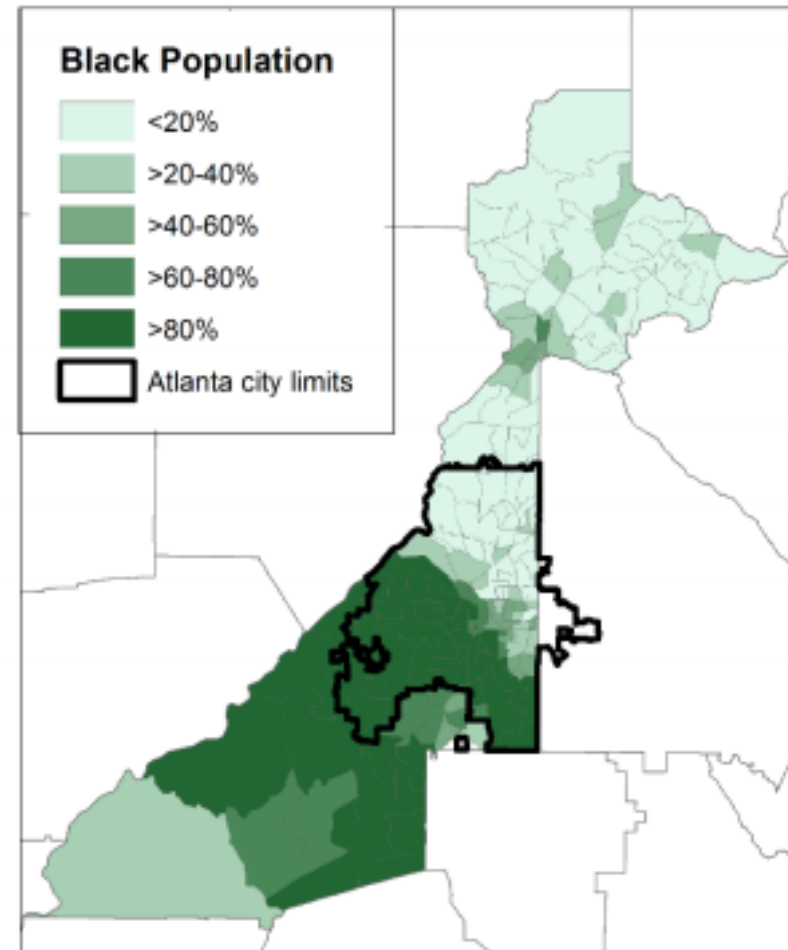 Black Population
<20%
>20-40%
>40-60%
>60-80%
>80%
Atlanta city limits